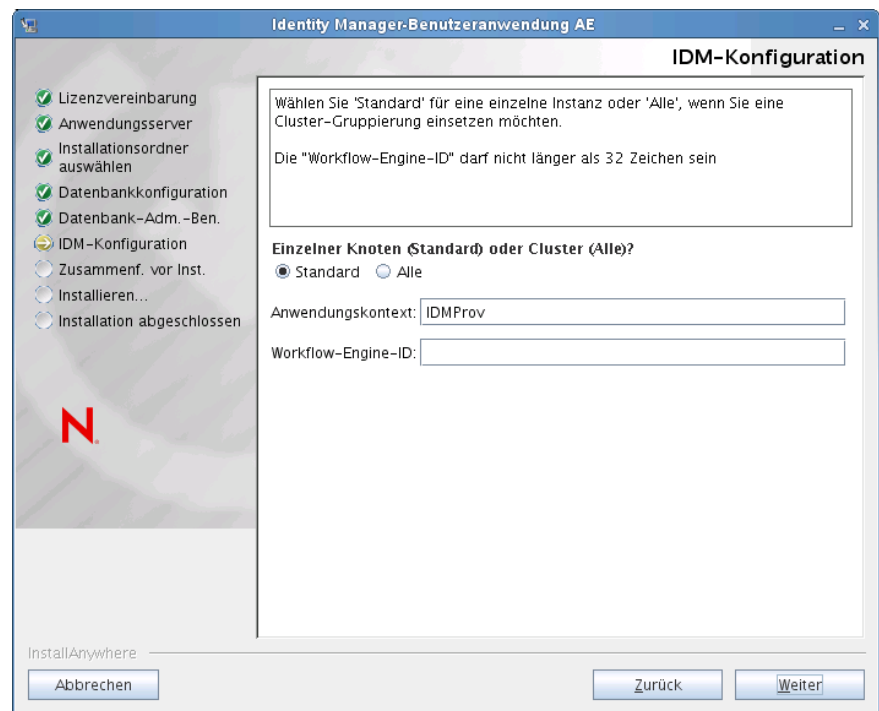 Identity Manager-Benutzeranwendung AE
IDM-Konfiguration
Lizenzvereinbarung
Anwendungsserver
Installationsordner
auswählen
Datenbankkonfiguration
Datenbank-Adm.-Ben.
IDM-Konfiguration
Zusammenf. vor Inst.
Installieren...
Installation abgeschlossen
N
Wählen Sie 'Standard' für eine einzelne Instanz oder 'Alle', wenn Sie eine
Cluster-Gruppierung einsetzen möchten.
Die "Workflow-Engine-ID" darf nicht länger als 32 Zeichen sein
Einzelner Knoten (Standard) oder Cluster (Alle)?
Standard Alle
Anwendungskontext: IDMProv
Workflow-Engine-ID:
InstallAnywhere
Abbrechen Zurück Weiter